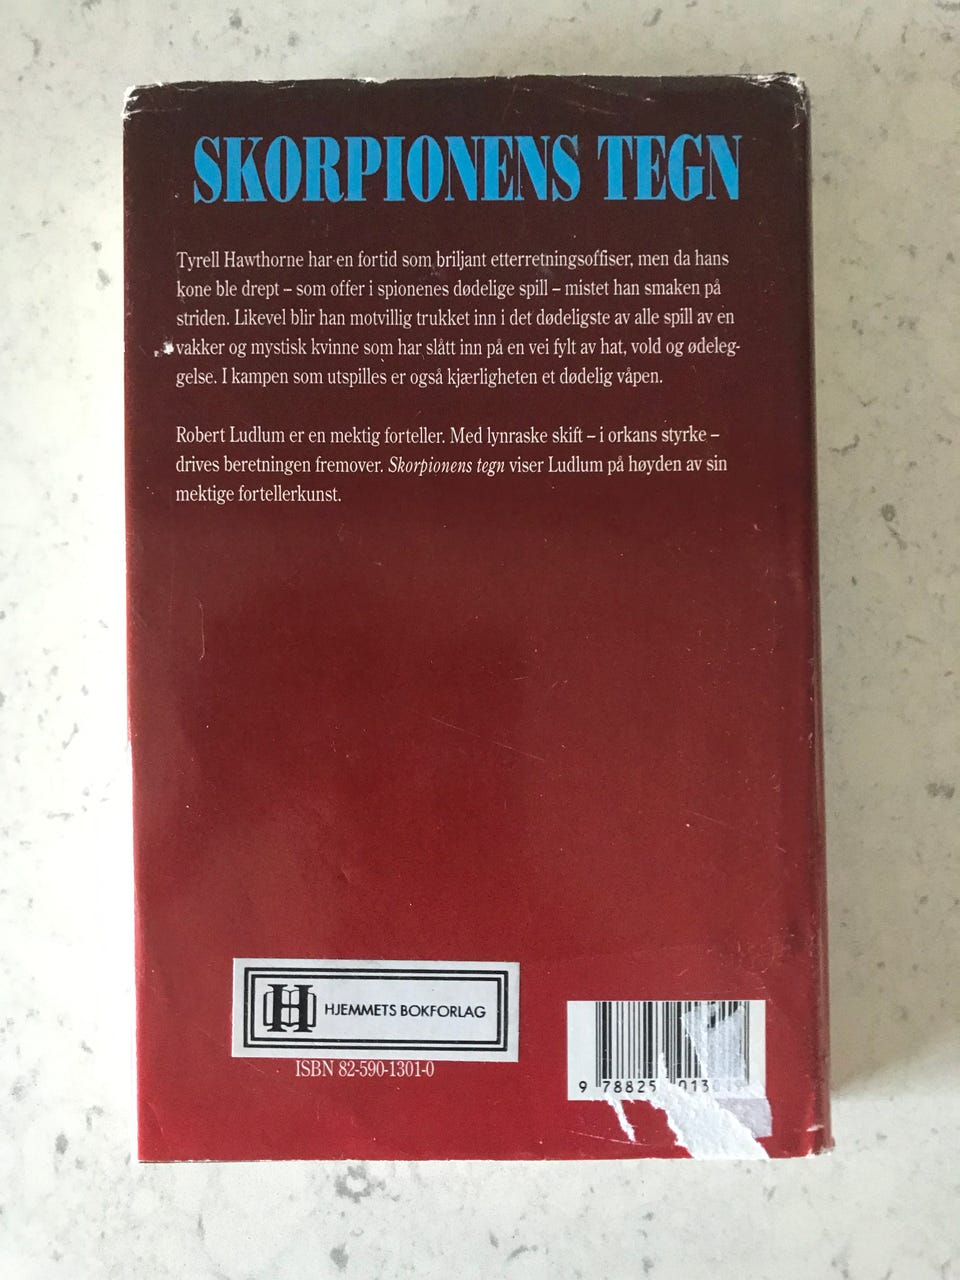 SKORPIONENS TEGN
Tyrell Hawthorne har en fortid som briljant etterretningsoffiser, men da hans
kone ble drept – som offer i spionenes dødelige spill – mistet han smaken på
striden. Likevel blir han motvillig trukket inn i det dødeligste av alle spill av en
vakker og mystisk kvinne som har slått inn på en vei fylt av hat, vold og ødeleg-
gelse. I kampen som utspilles er også kjærligheten et dødelig våpen.
Robert Ludlum er en mektig forteller. Med lynraske skift – i orkans styrke –
drives beretningen fremover. Skorpionens tegn viser Ludlum på høyden av sin
mektige fortellerkunst.
H HJEMMETS BOKFORLAG
ISBN 82-590-1301-0
9 78825